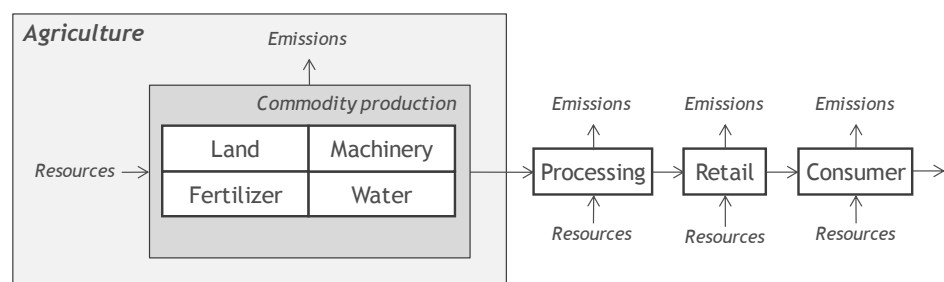 Agriculture
Emissions
Commodity production
Land Machinery
Fertilizer Water
Resources
Emissions Emissions Emissions
Processing Retail Consumer
Resources Resources Resources